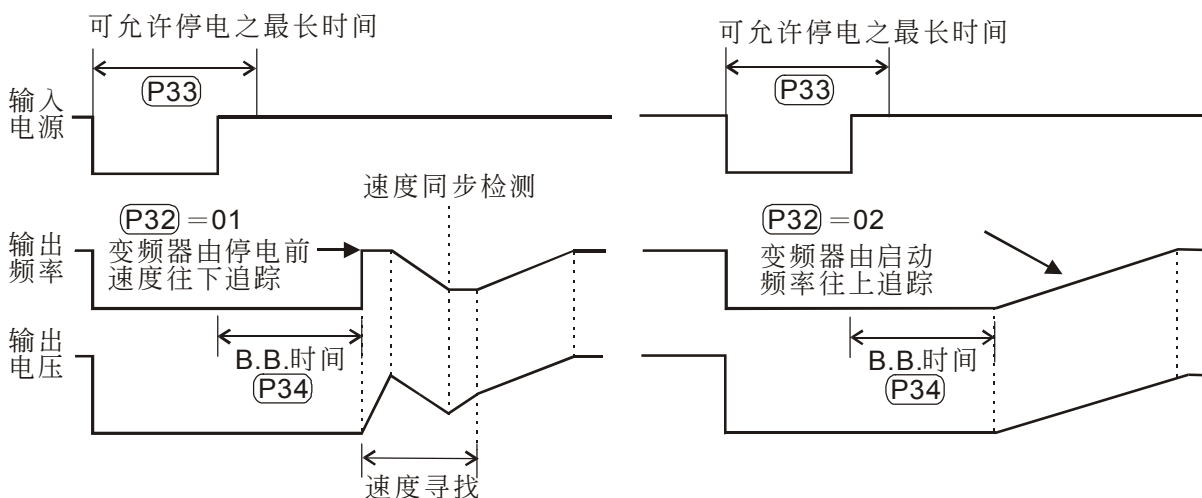 可允许停电之最长时间
P33
输入
电源
速度同步检测
P32=01
变频器由停电前
速度往下追踪
输出
频率
B.B.时间
P34
输出
电压
速度寻找
可允许停电之最长时间
P33
P32=02
变频器由启动
频率往上追踪
B.B.时间
P34